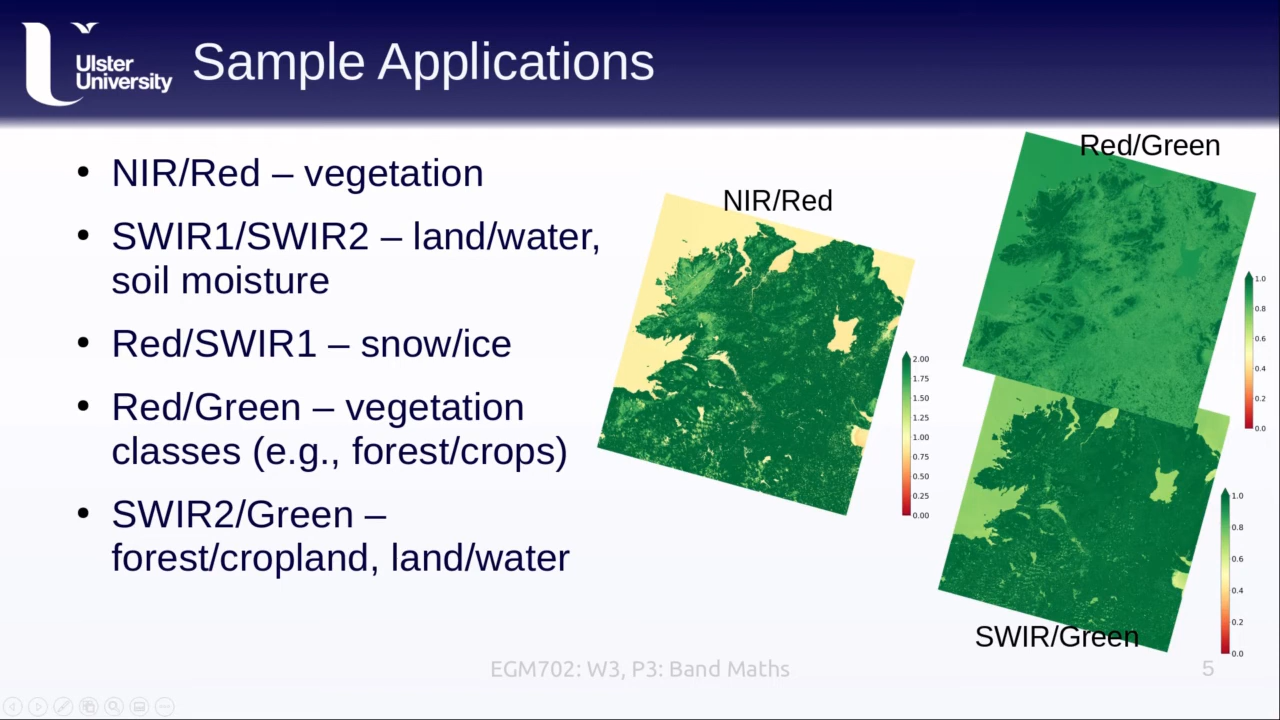 Ulster
University
Sample Applications
• NIR/Red – vegetation
• SWIR1/SWIR2 – land/water,
soil moisture
• Red/SWIR1 – snow/ice
• Red/Green – vegetation
classes (e.g., forest/crops)
• SWIR2/Green –
forest/cropland, land/water
NIR/Red
2.00
1.75
1.50
1.25
1.00
0.75
0.50
0.25
0.00
Red/Green
1.0
0.8
0.6
0.4
0.2
0.0
SWIR/Green
1.0
0.8
0.6
0.4
0.2
0.0
EGM702: W3, P3: Band Maths
5